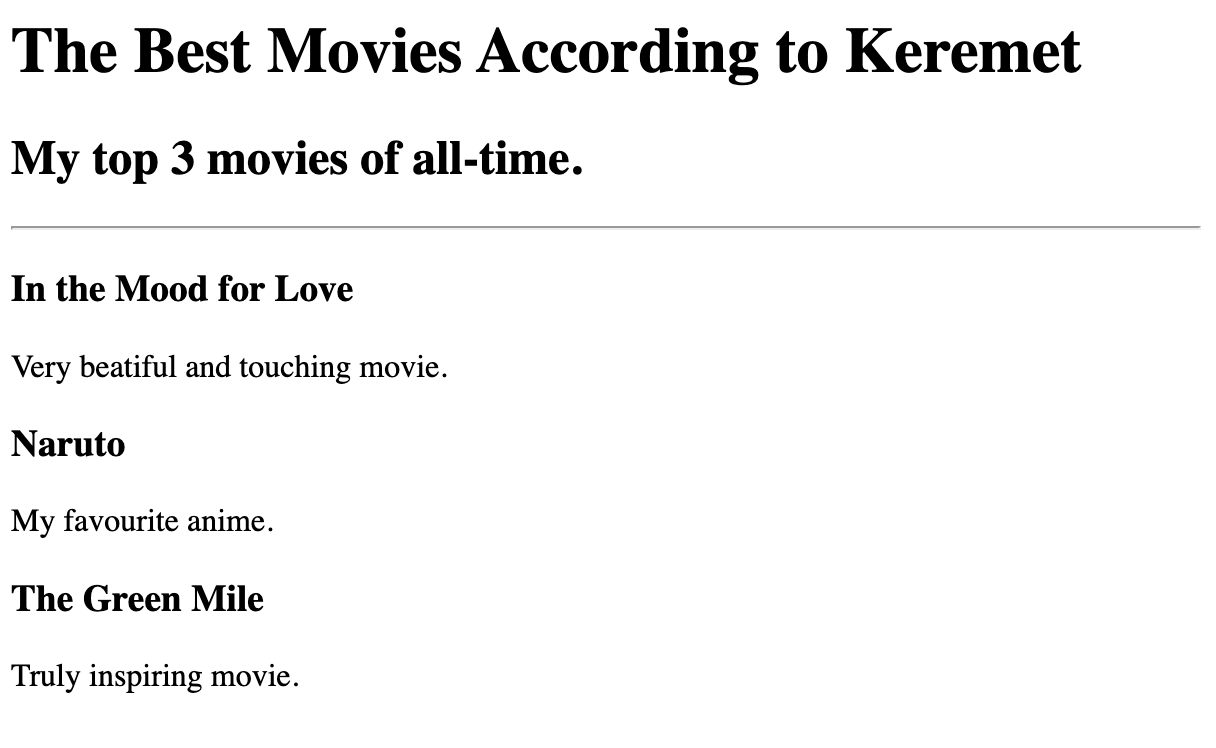 The Best Movies According to Keremet
My top 3 movies of all-time.
In the Mood for Love
Very beatiful and touching movie.
Naruto
My favourite anime.
The Green Mile
Truly inspiring movie.